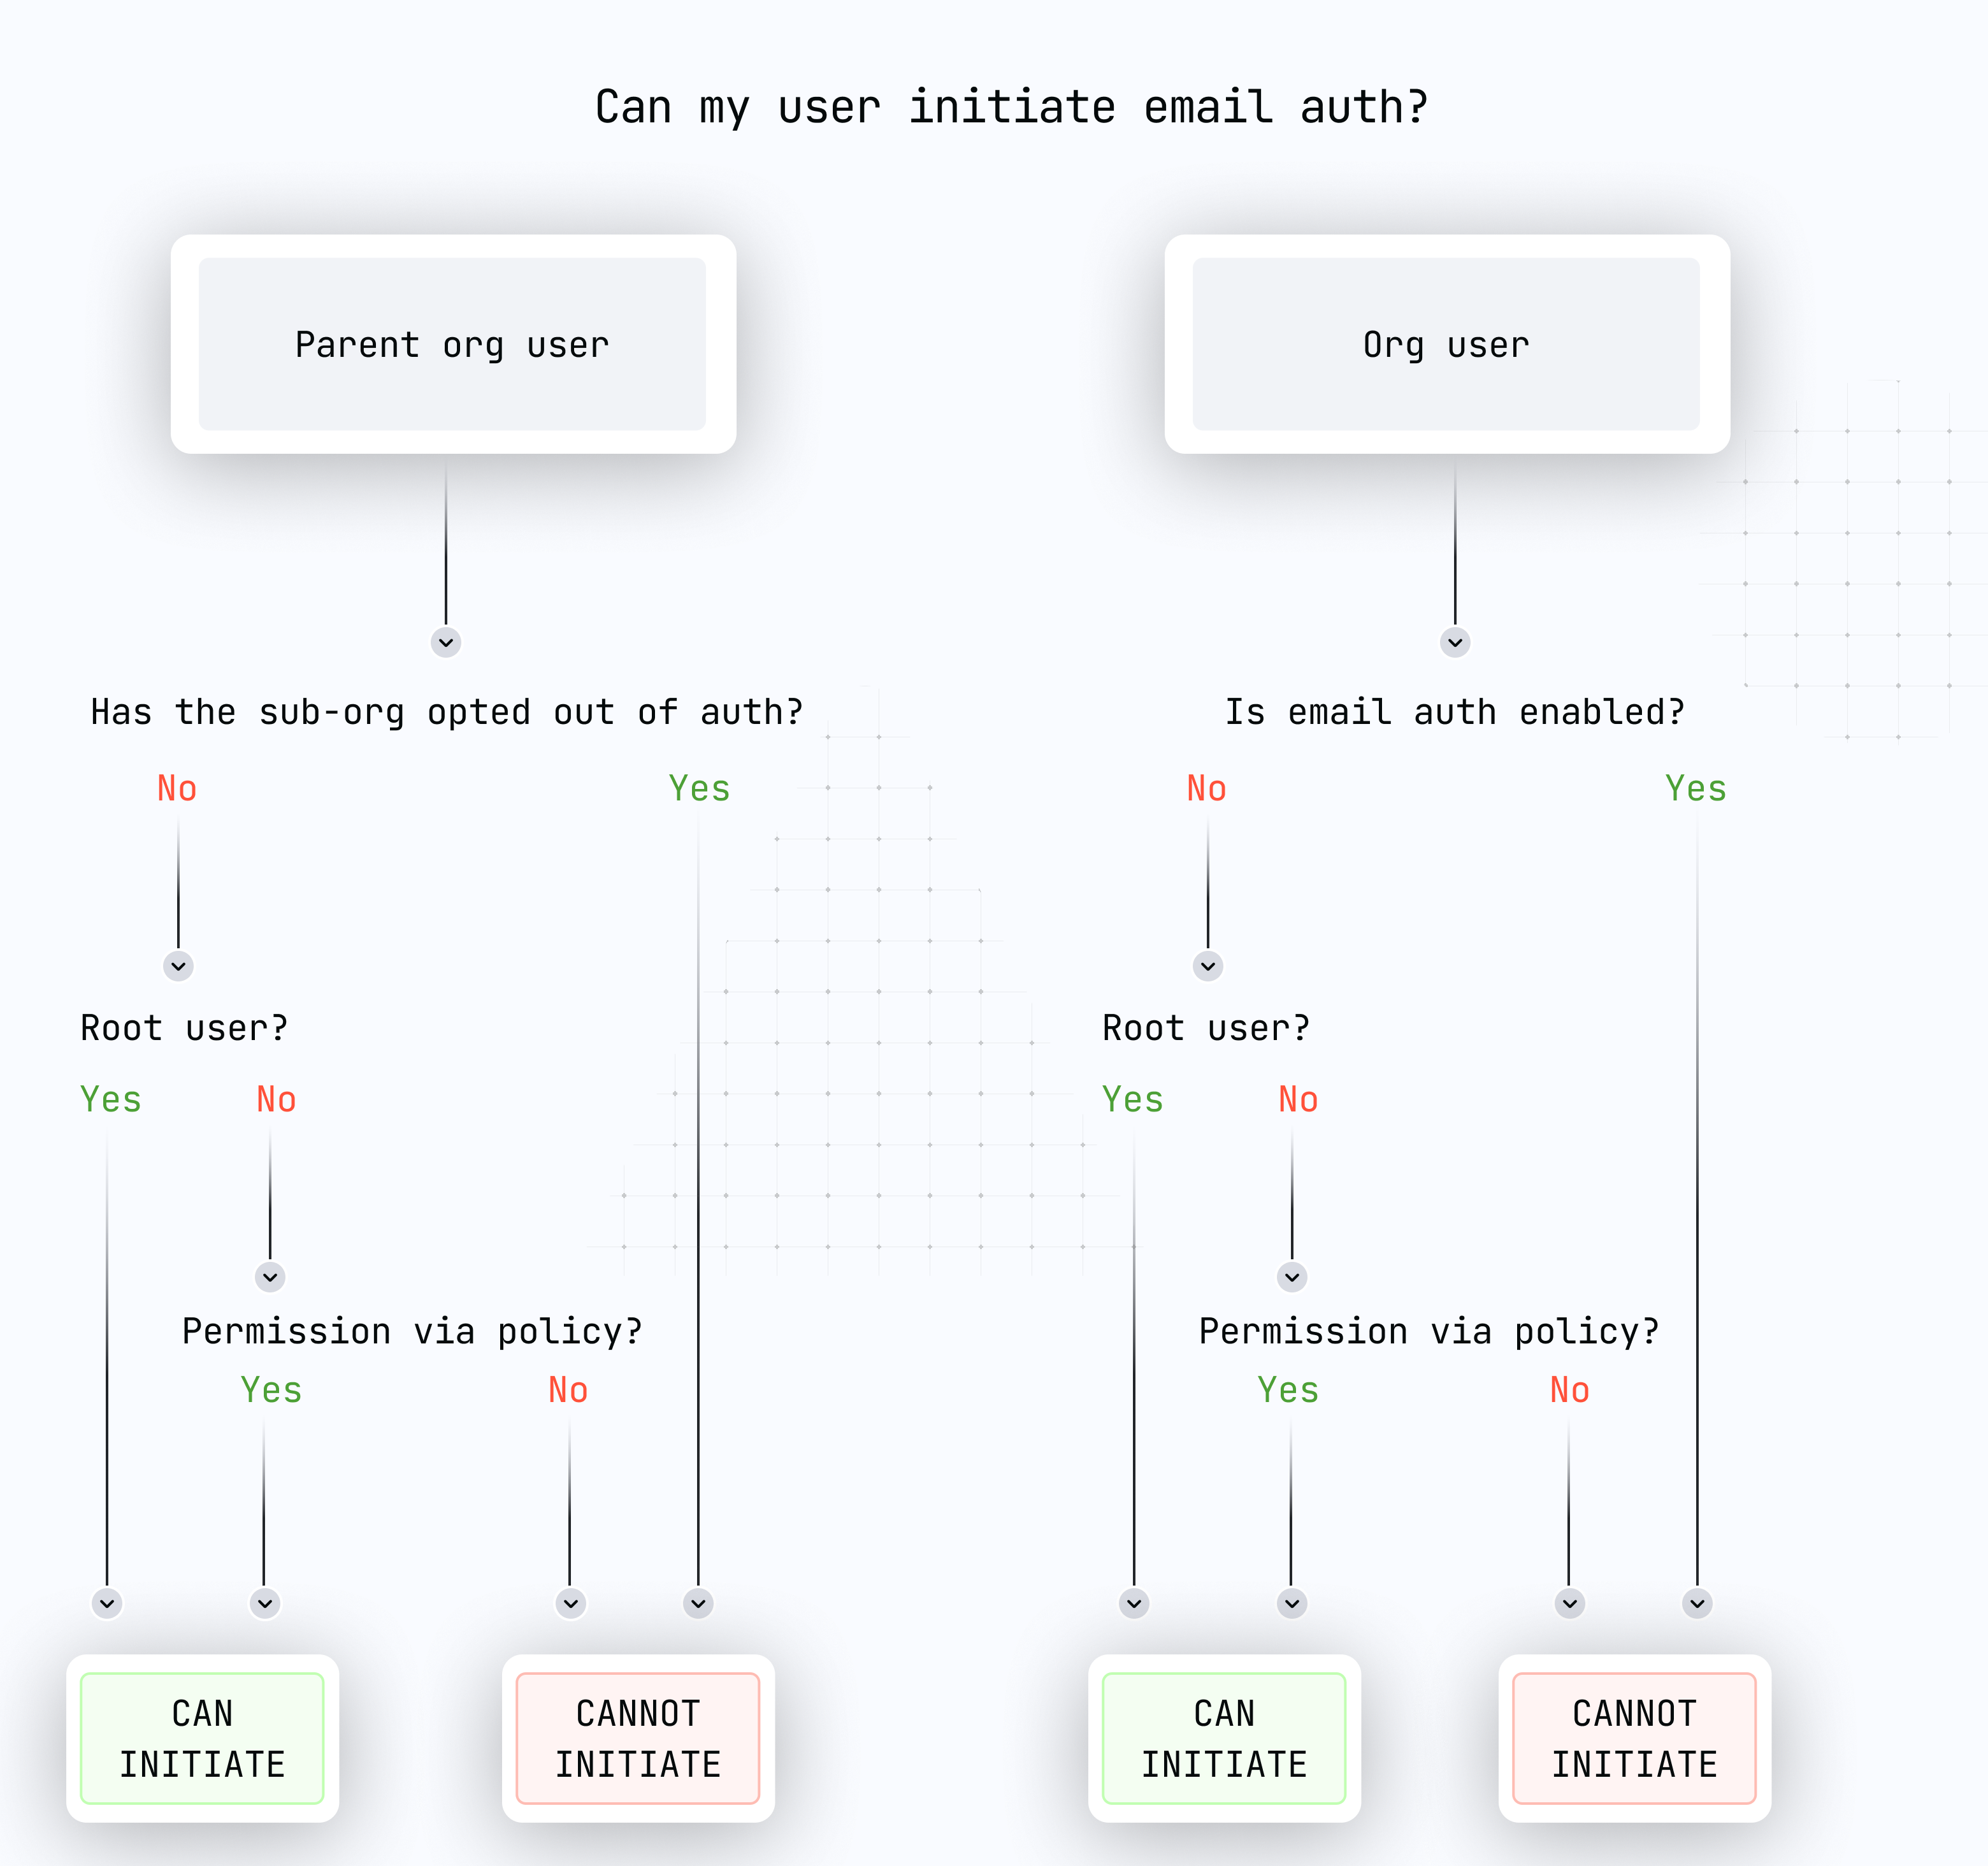 Can my user initiate email auth?
Parent org user
Org user
Has the sub-org opted out of auth?
Is email auth enabled?
No
Yes
No
Yes
Root user?
Root user?
Yes
No
Yes
No
Permission via policy?
Permission via policy?
Yes
No
Yes
No
CAN
INITIATE
CANNOT
INITIATE
CAN
INITIATE
CANNOT
INITIATE